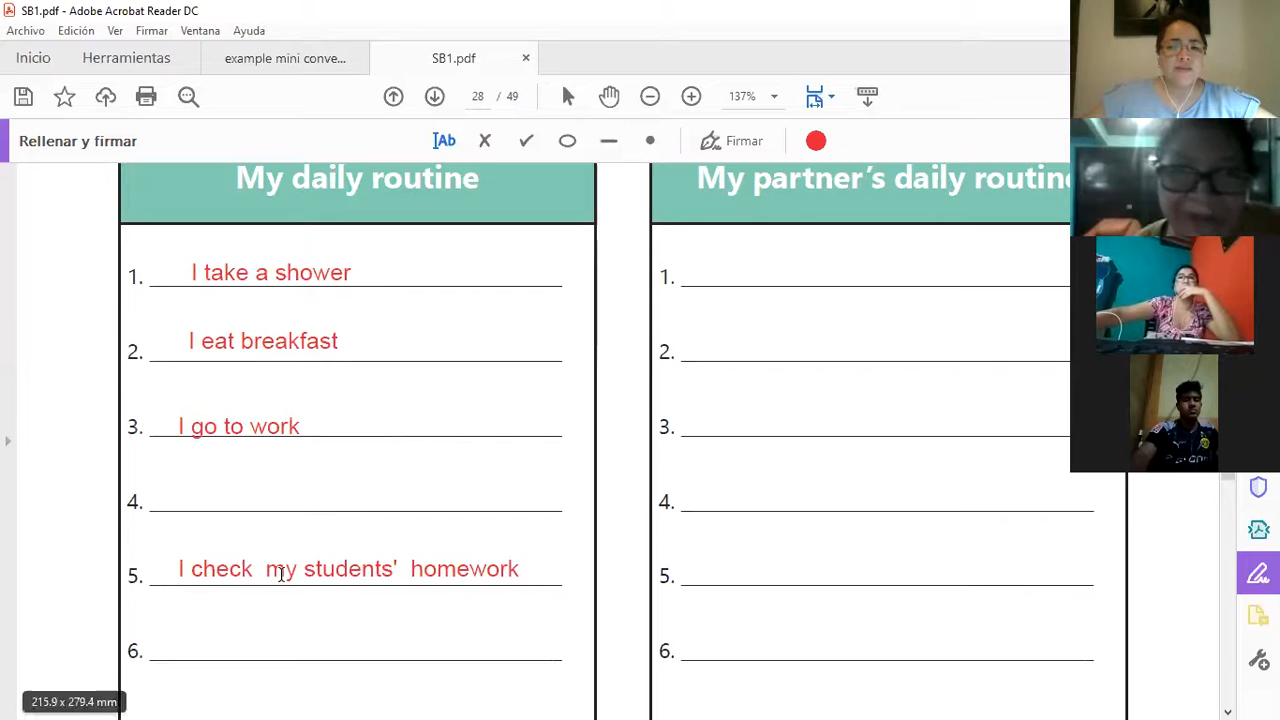 SB1.pdf - Adobe Acrobat Reader DC
Archivo Edición Ver Firmar Ventana Ayuda
Inicio Herramientas example mini conve... SB1.pdf ×
28 / 49 137%
Rellenar y firmar Ab Firmar
My daily routine
My partner's daily routin
1. I take a shower
2. I eat breakfast
3. I go to work
4.
5. I check my students' homework
6.
1.
2.
3.
4.
5.
6.
215.9 x 279.4 mm